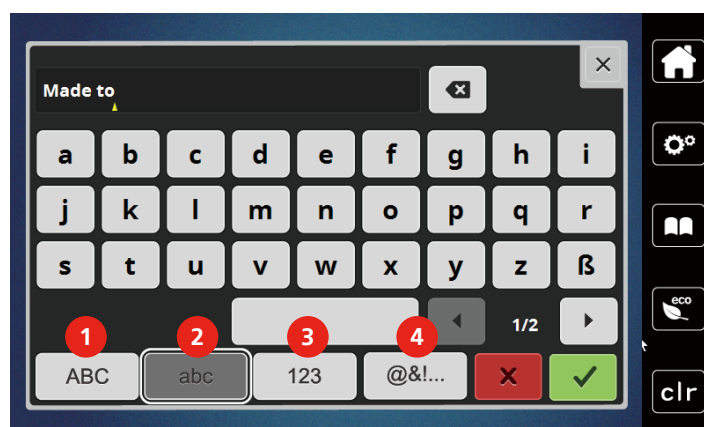 Made to
a b c d e f g h i
j k l m n o p q r
s t u v w x y z ß
1/2
1 2 3 4
ABC abc 123 @&!...
eco
clr